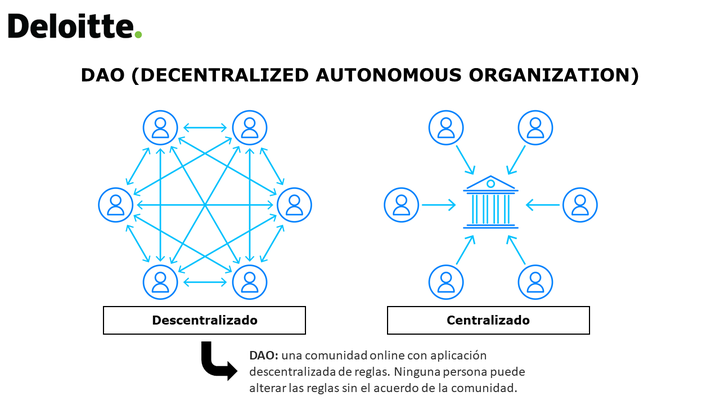 Deloitte.
DAO (DECENTRALIZED AUTONOMOUS ORGANIZATION)
Descentralizado
Centralizado
DAO: una comunidad online con aplicación
descentralizada de reglas. Ninguna persona puede
alterar las reglas sin el acuerdo de la comunidad.